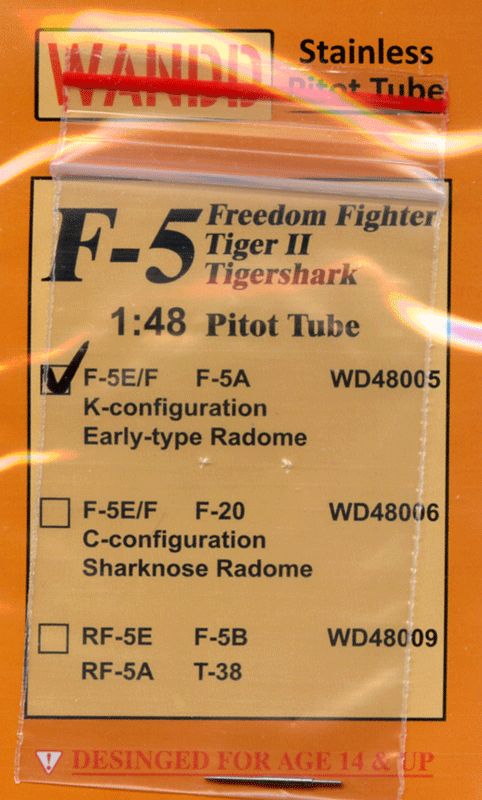 WANDD
Stainless
Pitot Tube
F-5 Freedom Fighter
Tiger II
Tigershark
1:48 Pitot Tube
F-5E/F F-5A WD48005
K-configuration
Early-type Radome
F-5E/F F-20 WD48006
C-configuration
Sharknose Radome
RF-5E F-5B WD48009
RF-5A T-38
DESINGED FOR AGE 14 & UP